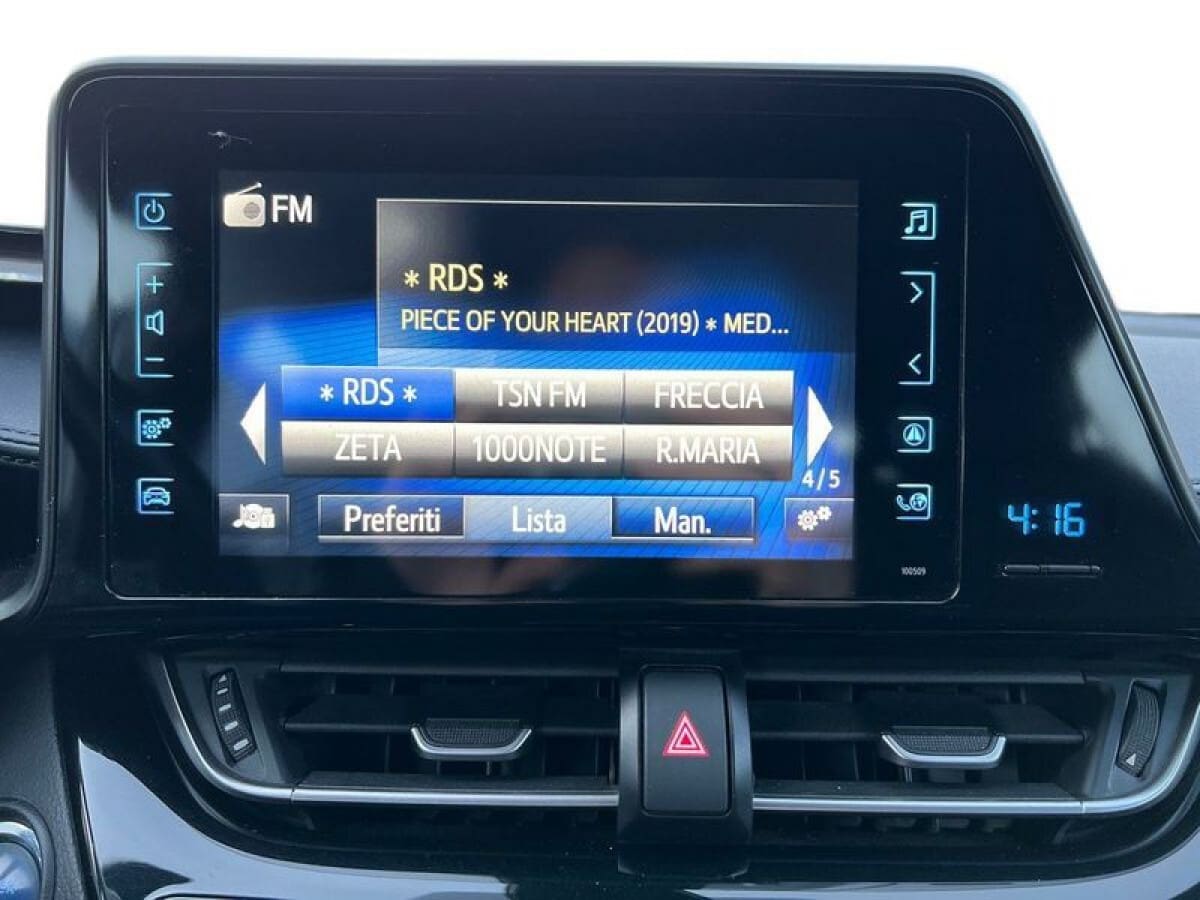 FM
* RDS *
PIECE OF YOUR HEART (2019) * MED...
* RDS * TSN FM FRECCIA
ZETA 1000NOTE R.MARIA
4/5
Preferiti Lista Man.
4:16
100509